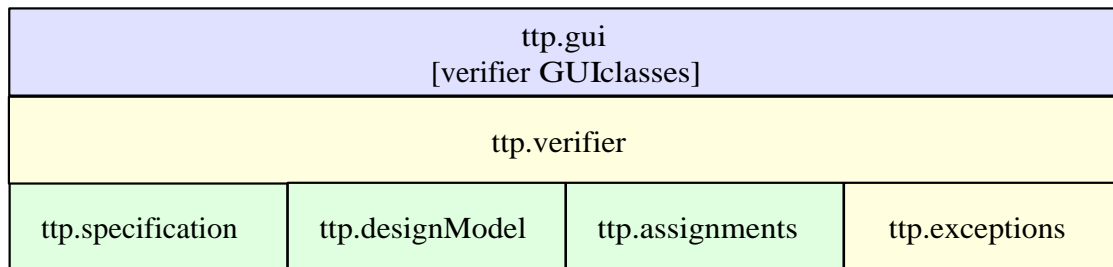 ttp.gui
[verifier GUIclasses]
ttp.verifier
ttp.specification ttp.designModel ttp.assignments ttp.exceptions